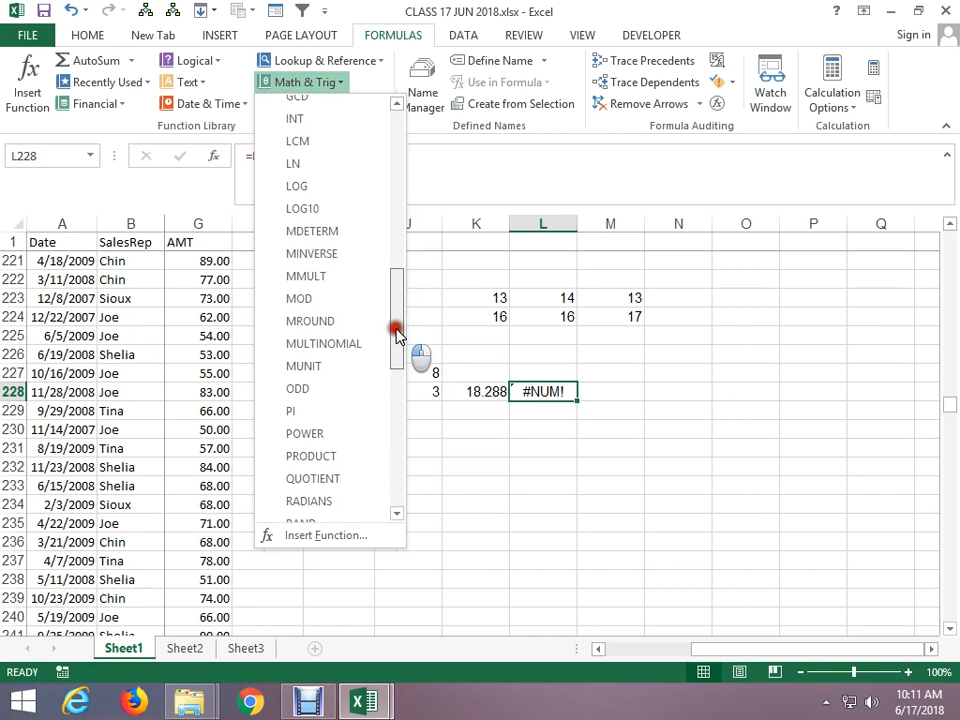 CLASS 17 JUN 2018.xlsx - Excel
FILE HOME New Tab INSERT PAGE LAYOUT FORMULAS DATA REVIEW VIEW DEVELOPER Sign in
Insert Function
AutoSum
Recently Used
Financial
Logical
Text
Date & Time
Lookup & Reference
Math & Trig
Function Library
Manager
Define Name
Use in Formula
Create from Selection
Defined Names
Trace Precedents
Trace Dependents
Remove Arrows
Formula Auditing
Watch Window
Calculation Options
Calculation
L228
GCD
INT
LCM
LN
LOG
LOG10
MDETERM
MINVERSE
MMULT
MOD
MROUND
MULTINOMIAL
MUNIT
ODD
PI
POWER
PRODUCT
QUOTIENT
RADIANS
RAND
Insert Function...
A B G J K L M N O P Q
1 Date SalesRep AMT
221 4/18/2009 Chin 89.00
222 3/11/2008 Chin 77.00
223 12/8/2007 Sioux 73.00 13 14 13
224 12/22/2007 Joe 62.00 16 16 17
225 6/5/2009 Joe 54.00
226 6/19/2008 Shelia 53.00
227 10/16/2009 Joe 55.00 8
228 11/28/2008 Joe 83.00 3 18.288 #NUM!
229 9/29/2008 Tina 66.00
230 11/14/2007 Joe 50.00
231 8/19/2009 Tina 57.00
232 11/23/2008 Shelia 84.00
233 6/15/2008 Shelia 68.00
234 2/3/2009 Sioux 68.00
235 4/22/2009 Joe 71.00
236 3/21/2009 Chin 68.00
237 4/7/2009 Tina 78.00
238 5/11/2008 Shelia 51.00
239 10/23/2009 Chin 74.00
240 5/19/2009 Joe 66.00
241 9/25/2009 Shelia 90.00
Sheet1 Sheet2 Sheet3
READY 100%
10:11 AM
6/17/2018